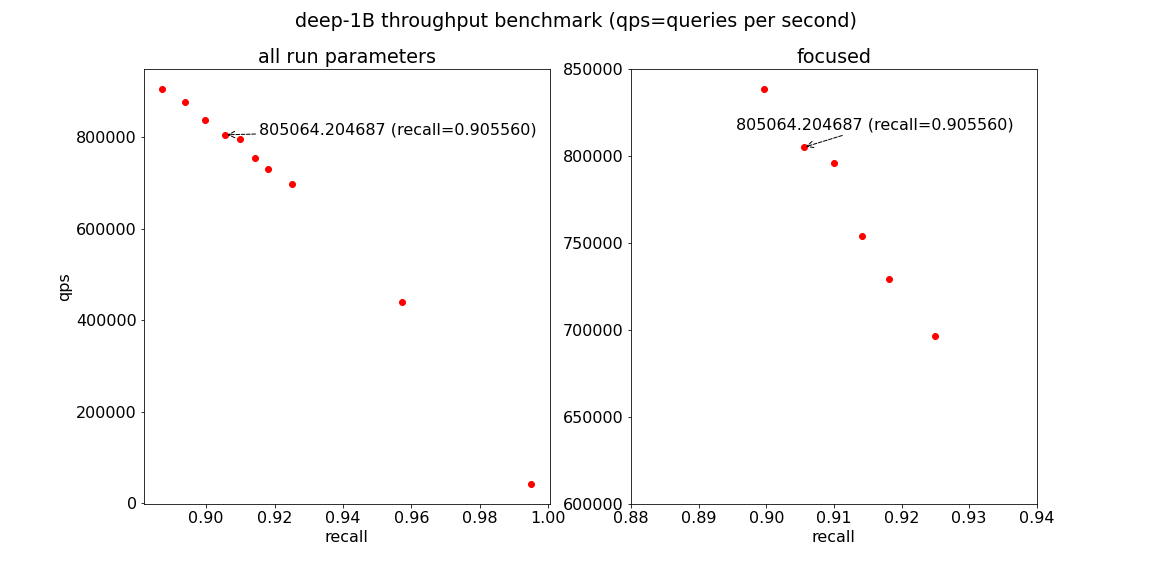 deep-1B throughput benchmark (qps=queries per second)
all run parameters
800000
600000
400000
200000
0
qps
805064.204687 (recall=0.905560)
0.90 0.92 0.94 0.96 0.98 1.00
recall
focused
850000
800000
750000
700000
650000
600000
805064.204687 (recall=0.905560)
0.88 0.89 0.90 0.91 0.92 0.93 0.94
recall